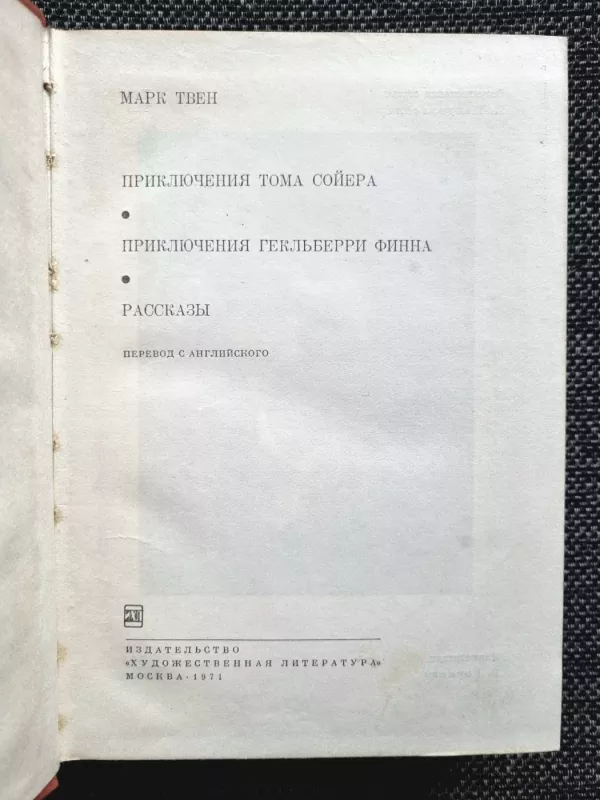 МАРК ТВЕН
ПРИКЛЮЧЕНИЯ ТОМА СОЙЕРА
●
ПРИКЛЮЧЕНИЯ ГЕКЛЬБЕРРИ ФИННА
●
РАССКАЗЫ
ПЕРЕВОД С АНГЛИЙСКОГО
ИЗДАТЕЛЬСТВО
«ХУДОЖЕСТВЕННАЯ ЛИТЕРАТУРА»
МОСКВА · 1971